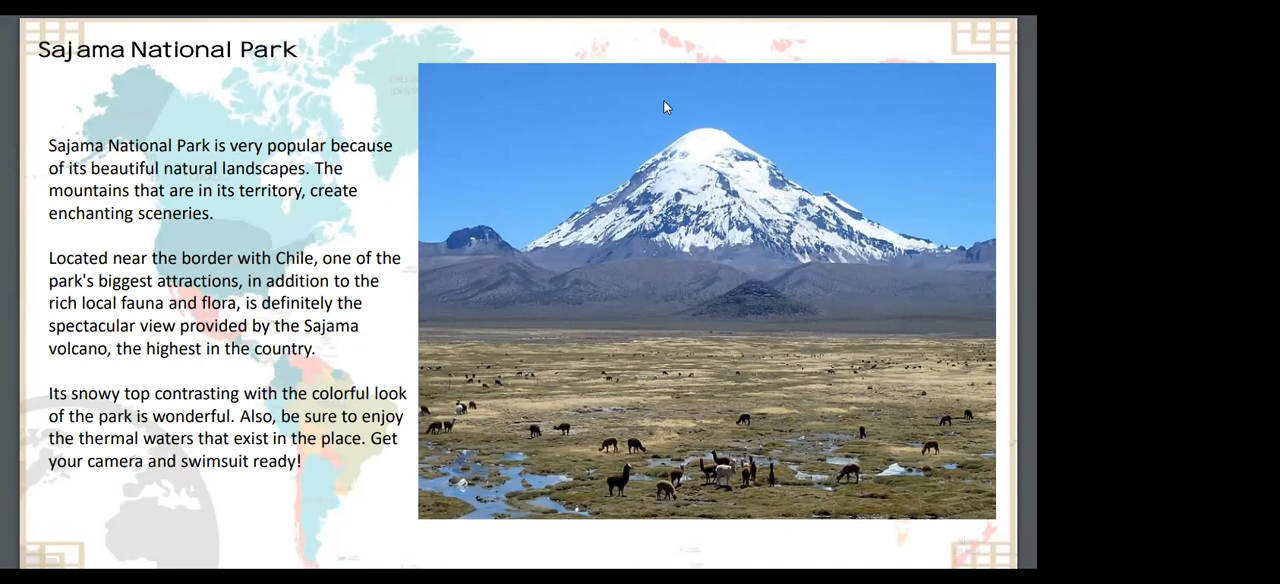 Sajama National Park
Sajama National Park is very popular because
of its beautiful natural landscapes. The
mountains that are in its territory, create
enchanting sceneries.
Located near the border with Chile, one of the
park's biggest attractions, in addition to the
rich local fauna and flora, is definitely the
spectacular view provided by the Sajama
volcano, the highest in the country.
Its snowy top contrasting with the colorful look
of the park is wonderful. Also, be sure to enjoy
the thermal waters that exist in the place. Get
your camera and swimsuit ready!